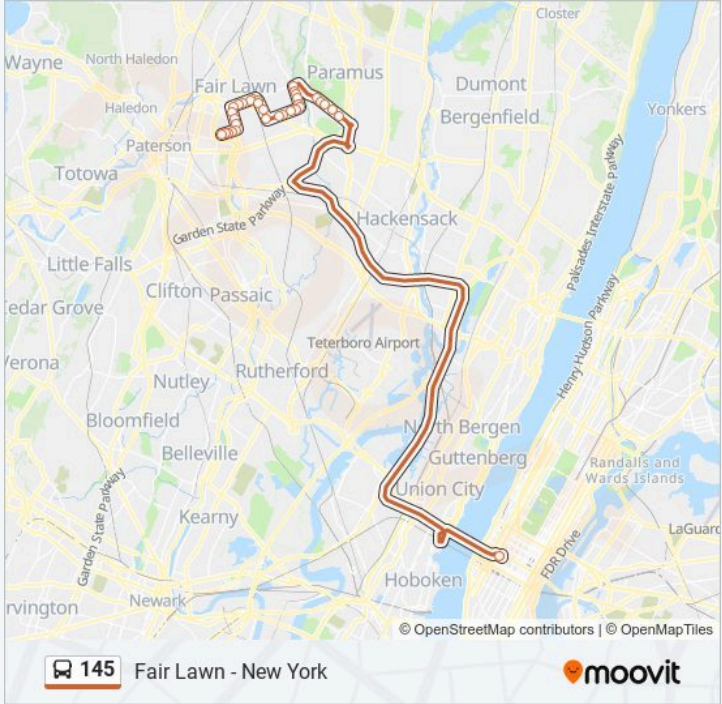 Closter
North Haledon
Wayne
Paramus
Fair Lawn
Dumont
Haledon
Bergenfield
Yonkers
Paterson
Totowa
Palisades Interstate Parkway
Hackensack
Garden State Parkway
Little Falls
Clifton
Passaic
Cedar Grove
Henry Hudson Parkway
Teterboro Airport
Verona
Rutherford
Nutley
Bloomfield
North Bergen
Guttenberg
Belleville
Randalls and
Wards Islands
Union City
Garden State Parkway
Kearny
LaGuard
FDR Drive
Hoboken
Newark
rvington
© OpenStreetMap contributors | © OpenMapTiles
145 Fair Lawn - New York
moovit